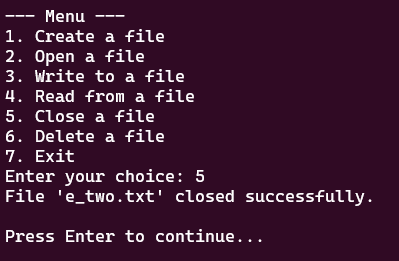 --- Menu ---
1. Create a file
2. Open a file
3. Write to a file
4. Read from a file
5. Close a file
6. Delete a file
7. Exit
Enter your choice: 5
File 'e_two.txt' closed successfully.
Press Enter to continue...